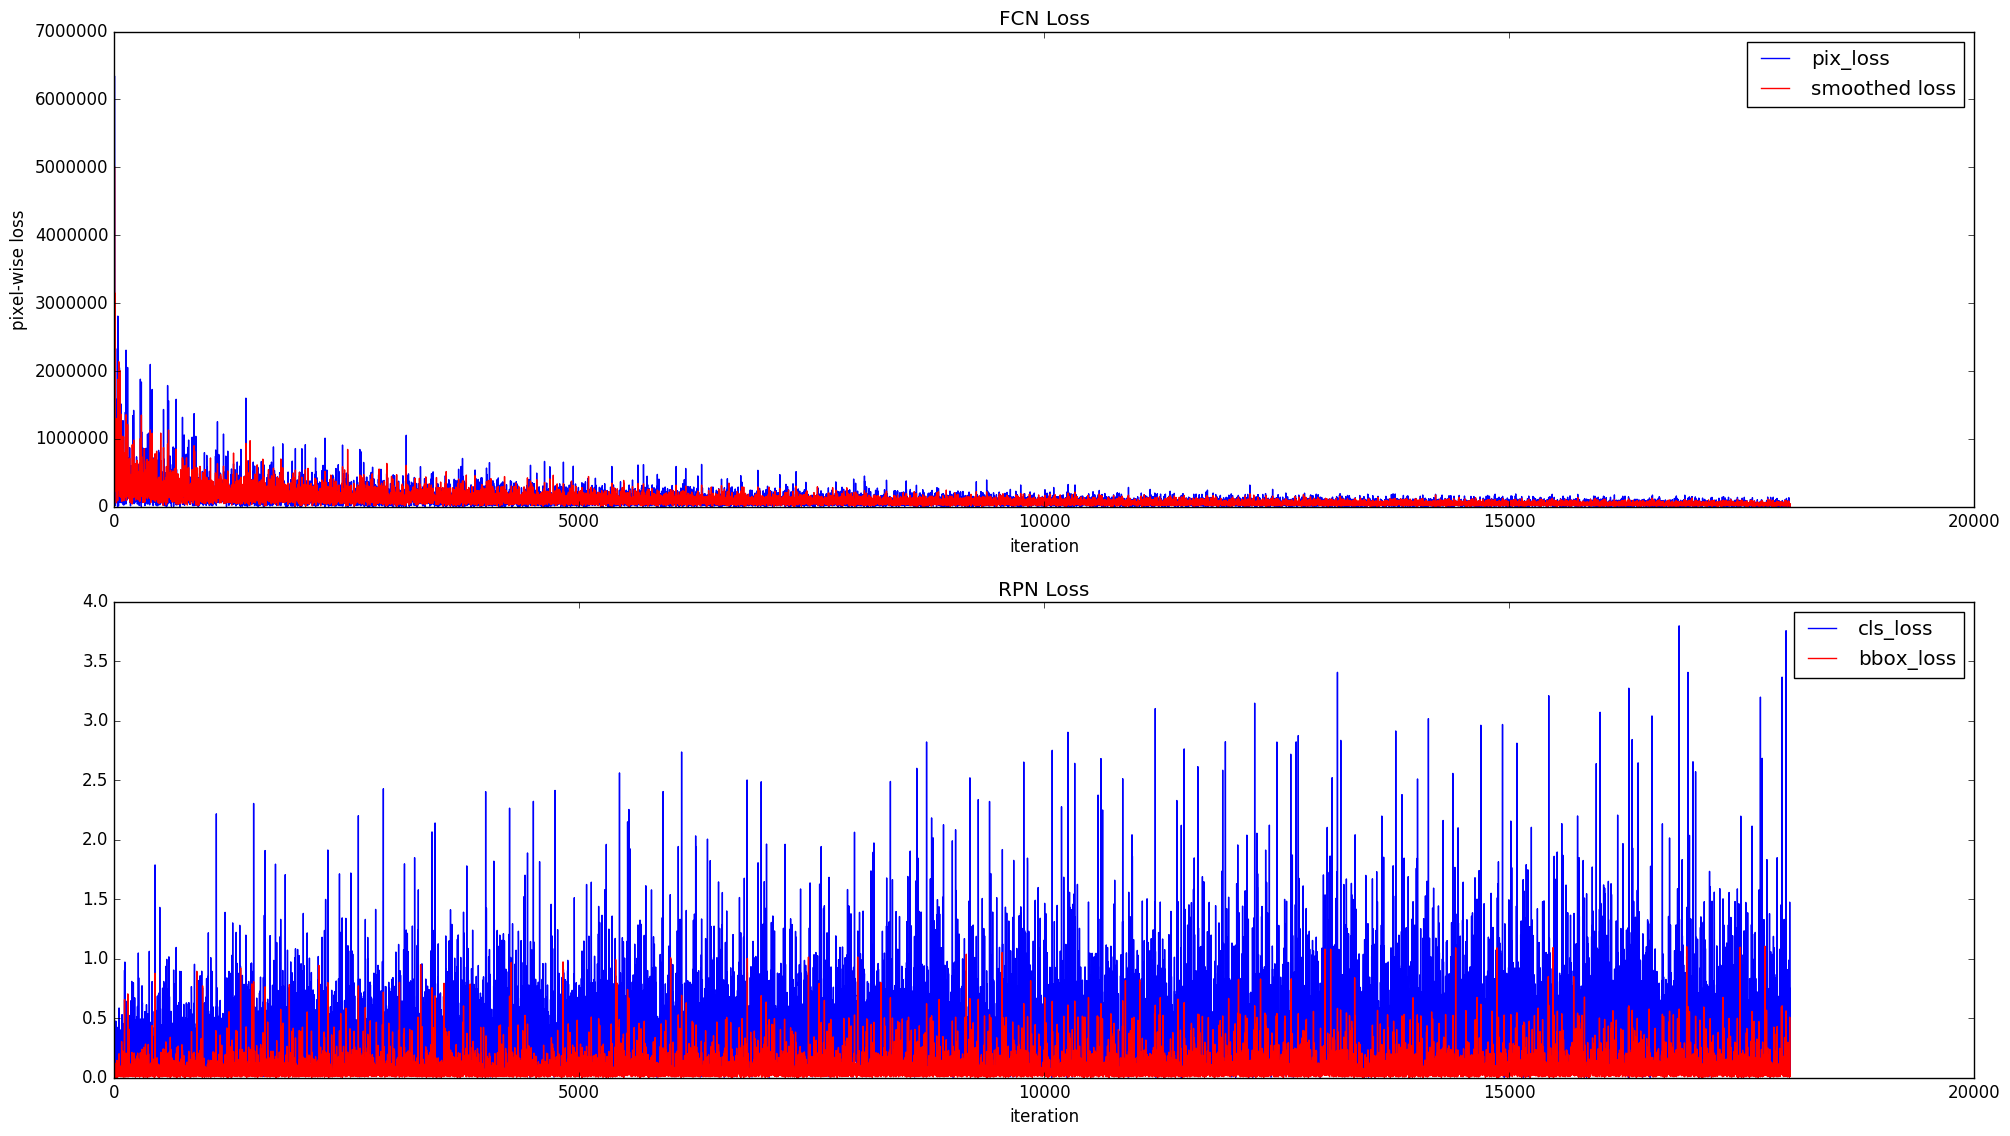 FCN Loss
7000000
6000000
5000000
4000000
3000000
2000000
1000000
0
pixel-wise loss
pix_loss
smoothed loss
0 5000 10000 15000 20000
iteration
RPN Loss
4.0
3.5
3.0
2.5
2.0
1.5
1.0
0.5
0.0
cls_loss
bbox_loss
0 5000 10000 15000 20000
iteration